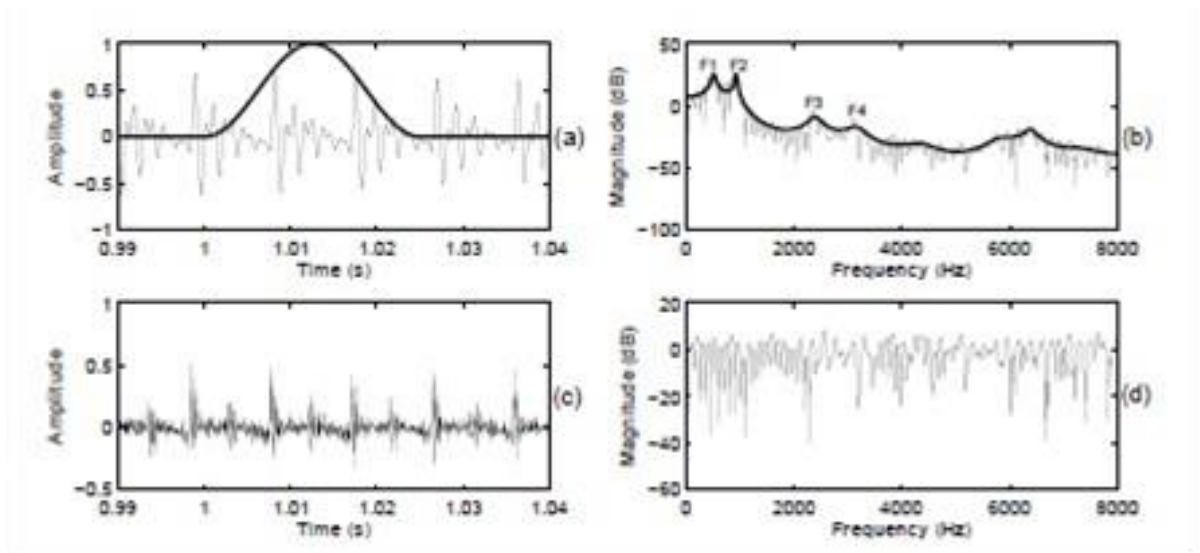 1
0.5
0
−0.5
−1
Amplitude
0.99 1 1.01 1.02 1.03 1.04
Time (s)
(a)
50
0
−50
−100
Magnitude (dB)
F1 F2
F3 F4
0 2000 4000 6000 8000
Frequency (Hz)
(b)
1
0.5
0
−0.5
Amplitude
0.99 1 1.01 1.02 1.03 1.04
Time (s)
(c)
20
0
−20
−40
−60
Magnitude (dB)
0 2000 4000 6000 8000
Frequency (Hz)
(d)